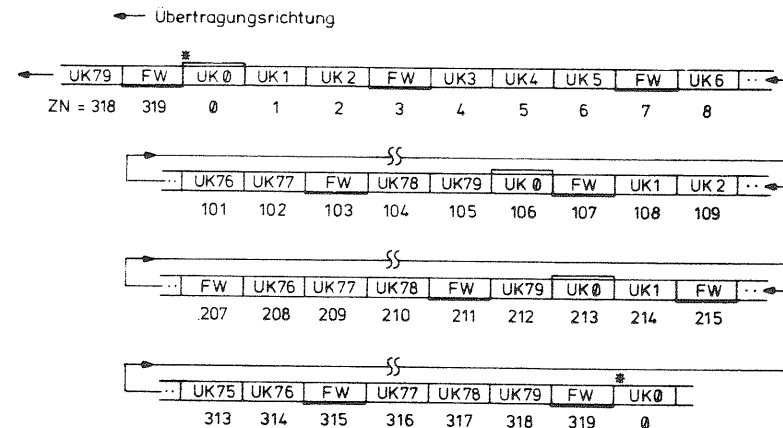 Übertragungsrichtung
*
UK79 FW UK0 UK1 UK2 FW UK3 UK4 UK5 FW UK6 ··
ZN = 318 319 0 1 2 3 4 5 6 7 8
·· UK76 UK77 FW UK78 UK79 UK0 FW UK1 UK2 ··
101 102 103 104 105 106 107 108 109
·· FW UK76 UK77 UK78 FW UK79 UK0 UK1 FW ··
207 208 209 210 211 212 213 214 215
*
·· UK75 UK76 FW UK77 UK78 UK79 FW UK0
313 314 315 316 317 318 319 0